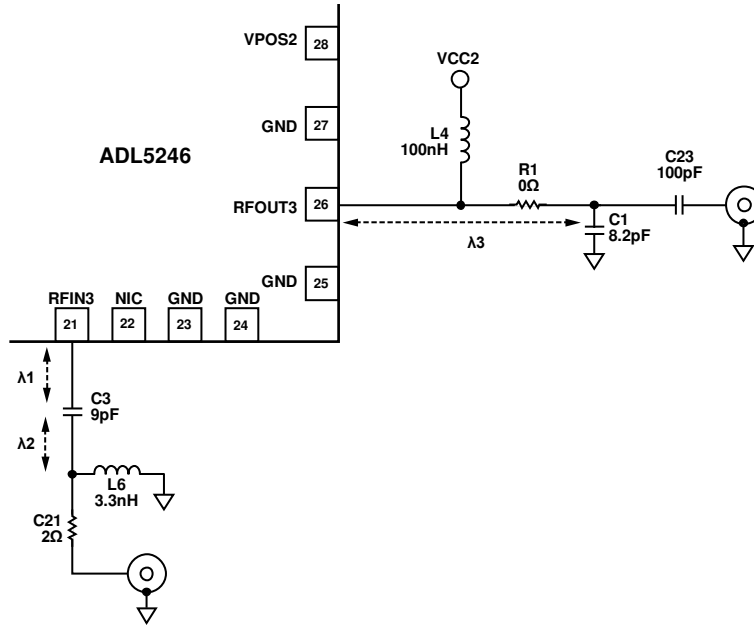 VPOS2
28
VCC2
GND
27
L4
100nH
ADL5246
C23
100pF
R1
0Ω
RFOUT3
26
C1
8.2pF
λ3
GND
25
RFIN3
NIC
GND
GND
21
22
23
24
λ1
C3
9pF
λ2
L6
3.3nH
C21
2Ω